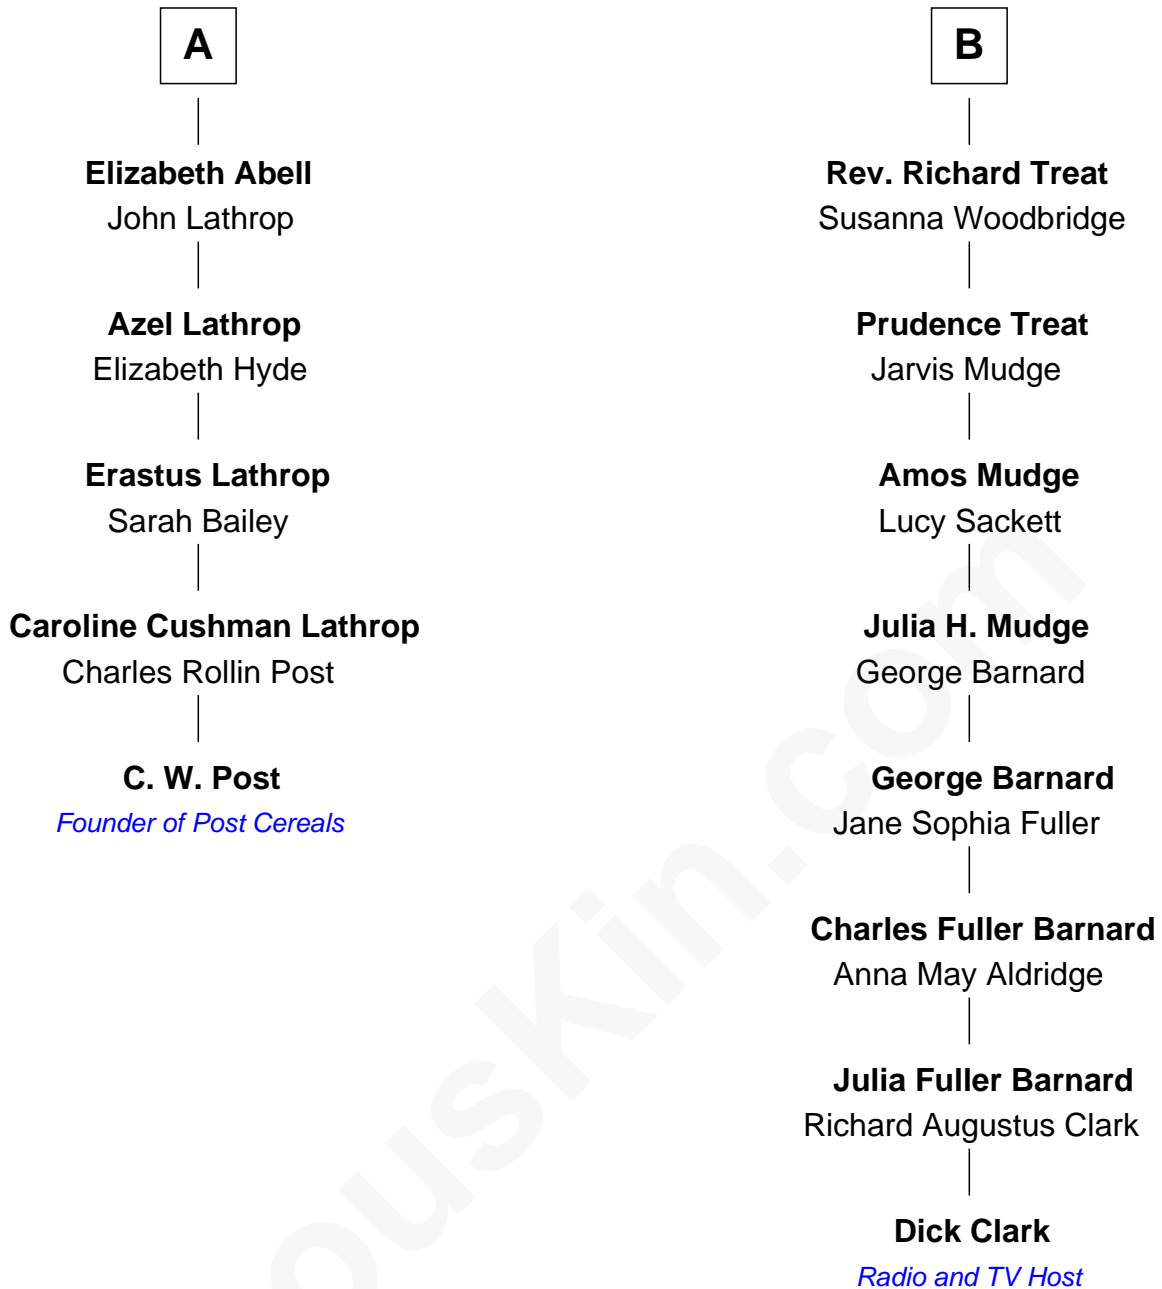 A
Elizabeth Abell
John Lathrop
Azel Lathrop
Elizabeth Hyde
Erastus Lathrop
Sarah Bailey
Caroline Cushman Lathrop
Charles Rollin Post
C. W. Post
Founder of Post Cereals
B
Rev. Richard Treat
Susanna Woodbridge
Prudence Treat
Jarvis Mudge
Amos Mudge
Lucy Sackett
Julia H. Mudge
George Barnard
George Barnard
Jane Sophia Fuller
Charles Fuller Barnard
Anna May Aldridge
Julia Fuller Barnard
Richard Augustus Clark
Dick Clark
Radio and TV Host
ousKin.com